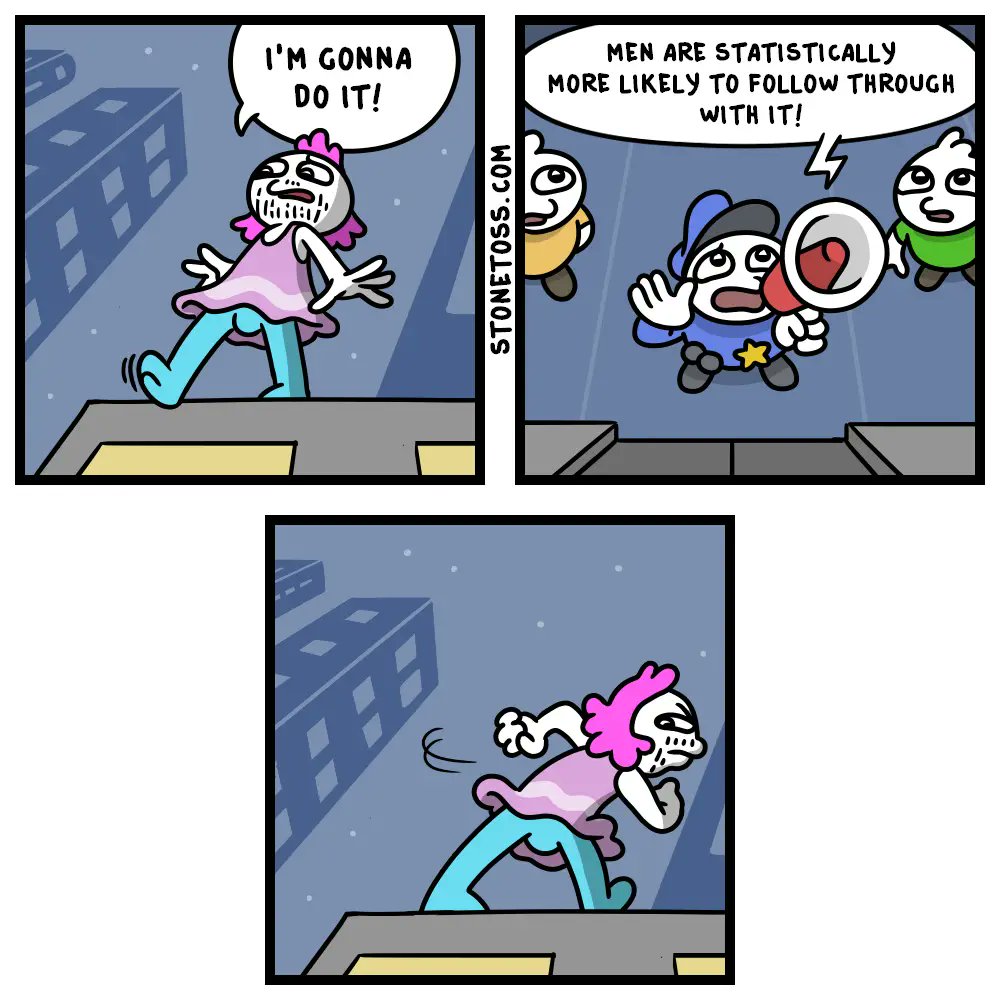 I'M GONNA
DO IT!
MEN ARE STATISTICALLY
MORE LIKELY TO FOLLOW THROUGH
WITH IT!
STONETOSS.COM